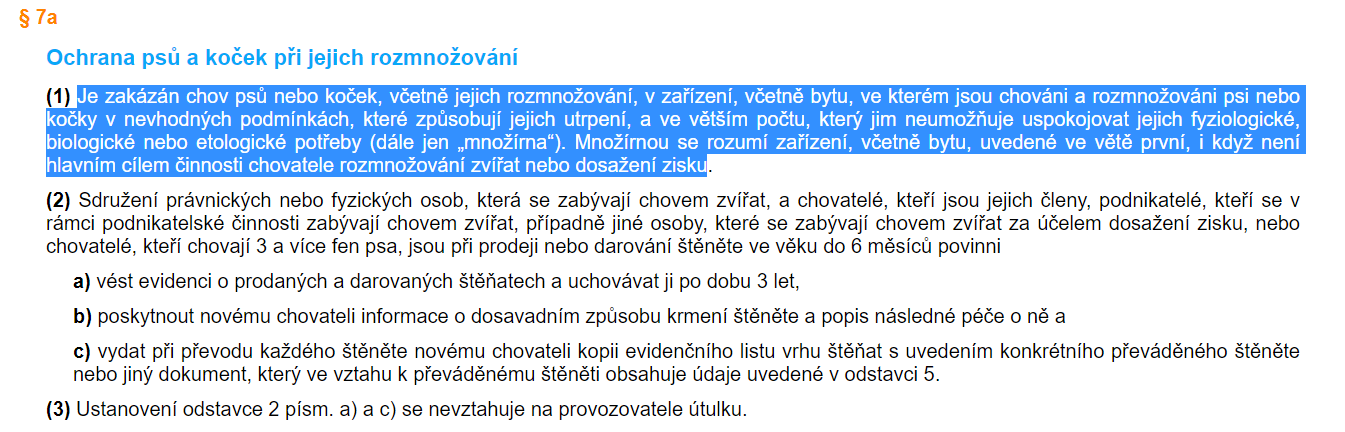 § 7a
Ochrana psů a koček při jejich rozmnožování
(1) Je zakázán chov psů nebo koček, včetně jejich rozmnožování, v zařízení, včetně bytu, ve kterém jsou chováni a rozmnožováni psi nebo
kočky v nevhodných podmínkách, které způsobují jejich utrpení, a ve větším počtu, který jim neumožňuje uspokojovat jejich fyziologické,
biologické nebo etologické potřeby (dále jen „množírna“). Množírnou se rozumí zařízení, včetně bytu, uvedené ve větě první, i když není
hlavním cílem činnosti chovatele rozmnožování zvířat nebo dosažení zisku.
(2) Sdružení právnických nebo fyzických osob, která se zabývají chovem zvířat, a chovatelé, kteří jsou jejich členy, podnikatelé, kteří se v
rámci podnikatelské činnosti zabývají chovem zvířat, případně jiné osoby, které se zabývají chovem zvířat za účelem dosažení zisku, nebo
chovatelé, kteří chovají 3 a více fen psa, jsou při prodeji nebo darování štěněte ve věku do 6 měsíců povinni
a) vést evidenci o prodaných a darovaných štěňatech a uchovávat ji po dobu 3 let,
b) poskytnout novému chovateli informace o dosavadním způsobu krmení štěněte a popis následné péče o ně a
c) vydat při převodu každého štěněte novému chovateli kopii evidenčního listu vrhu štěňat s uvedením konkrétního převáděného štěněte
nebo jiný dokument, který ve vztahu k převáděnému štěněti obsahuje údaje uvedené v odstavci 5.
(3) Ustanovení odstavce 2 písm. a) a c) se nevztahuje na provozovatele útulku.